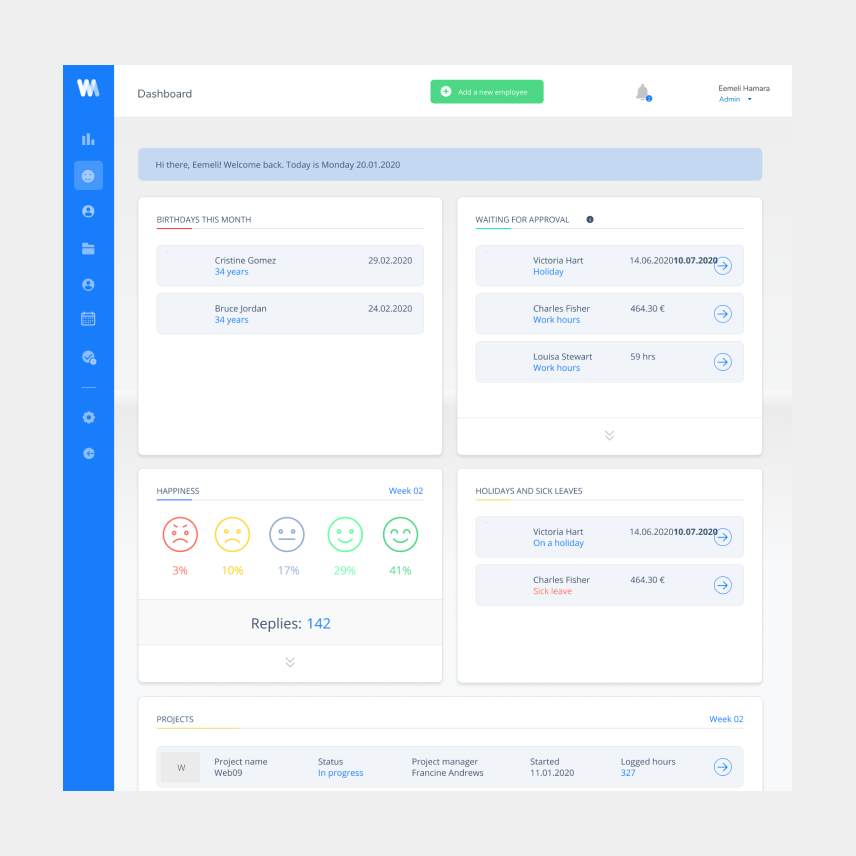 Dashboard
Add a new employee
2
Eemeli Hamara
Admin
Hi there, Eemeli! Welcome back. Today is Monday 20.01.2020
BIRTHDAYS THIS MONTH
Cristine Gomez 29.02.2020
34 years
Bruce Jordan 24.02.2020
34 years
WAITING FOR APPROVAL
Victoria Hart 14.06.202010.07.2020
Holiday
Charles Fisher 464.30 €
Work hours
Louisa Stewart 59 hrs
Work hours
HAPPINESS Week 02
3% 10% 17% 29% 41%
Replies: 142
HOLIDAYS AND SICK LEAVES
Victoria Hart 14.06.202010.07.2020
On a holiday
Charles Fisher 464.30 €
Sick leave
PROJECTS Week 02
W
Project name Status Project manager Started Logged hours
Web09 In progress Francine Andrews 11.01.2020 327